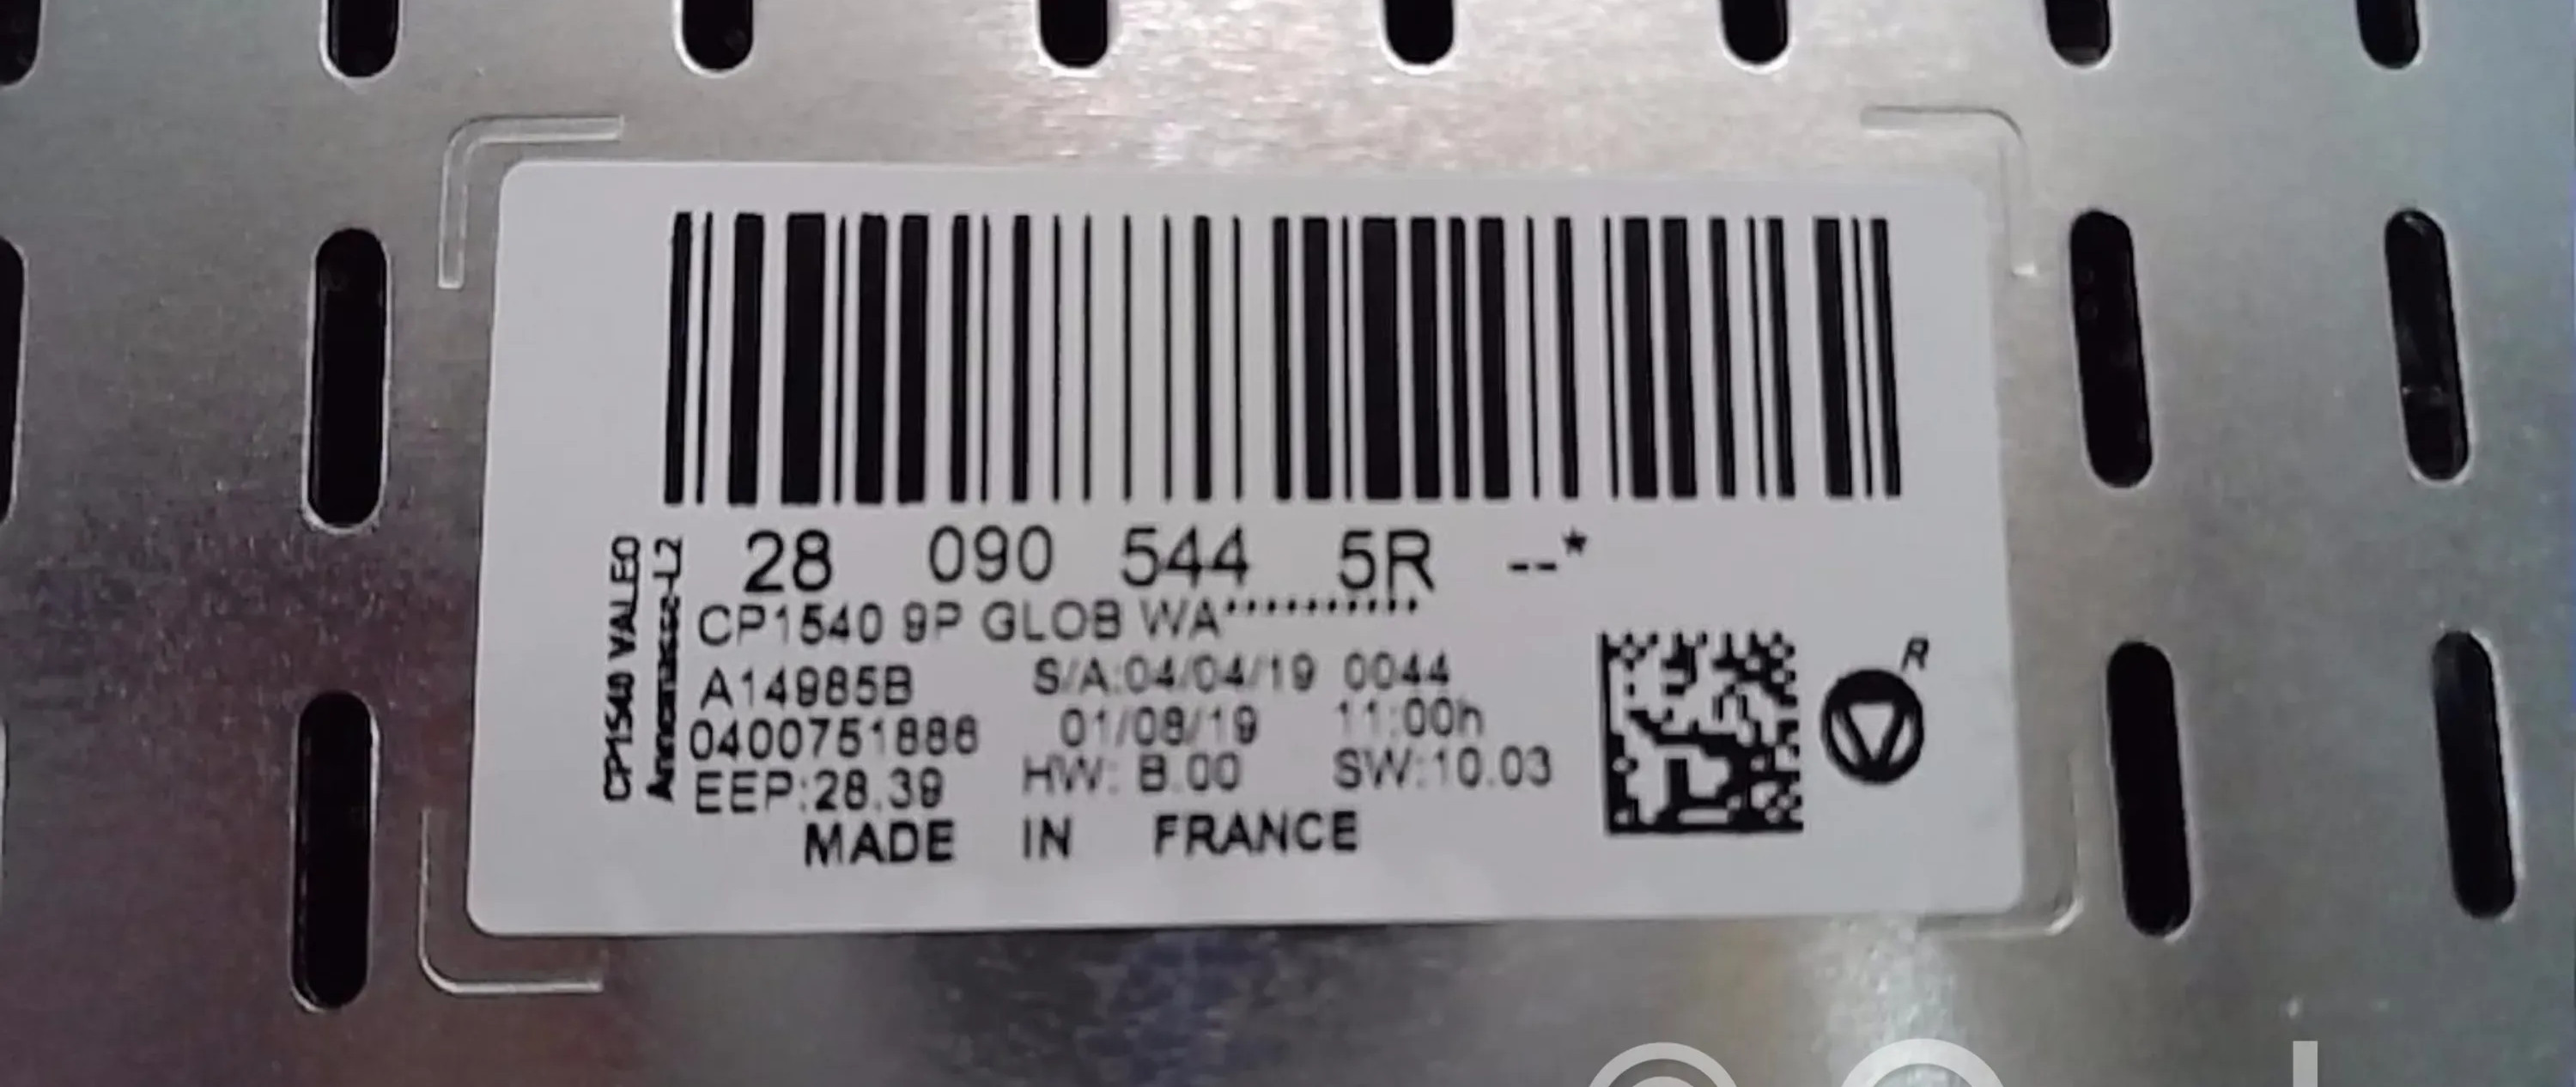 28 090 544 5R --*
CP1540 9P GLOB WA··········
A14985B S/A:04/04/19 0044
0400751886 01/08/19 11:00h
EEP:28.39 HW: B.00 SW:10.03
MADE IN FRANCE
CP1540 VALEO
R